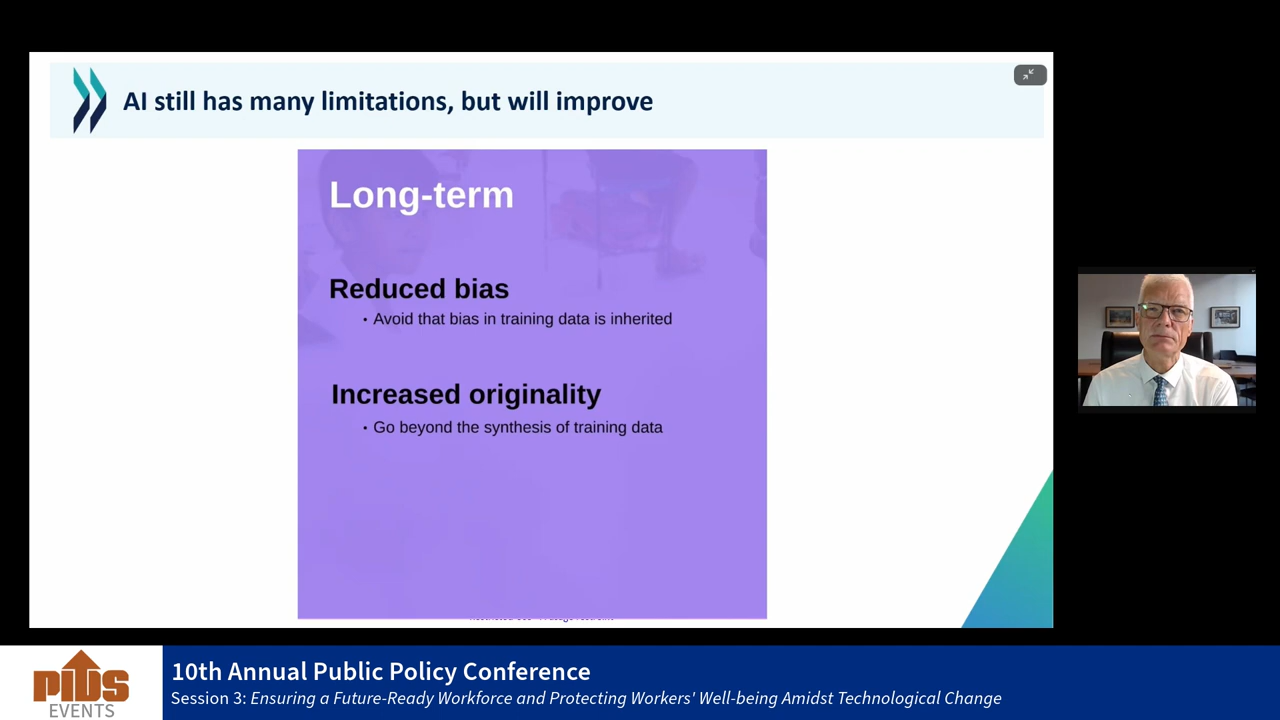 AI still has many limitations, but will improve
Long-term
Reduced bias
• Avoid that bias in training data is inherited
Increased originality
• Go beyond the synthesis of training data
PIDS
EVENTS
10th Annual Public Policy Conference
Session 3: Ensuring a Future-Ready Workforce and Protecting Workers' Well-being Amidst Technological Change